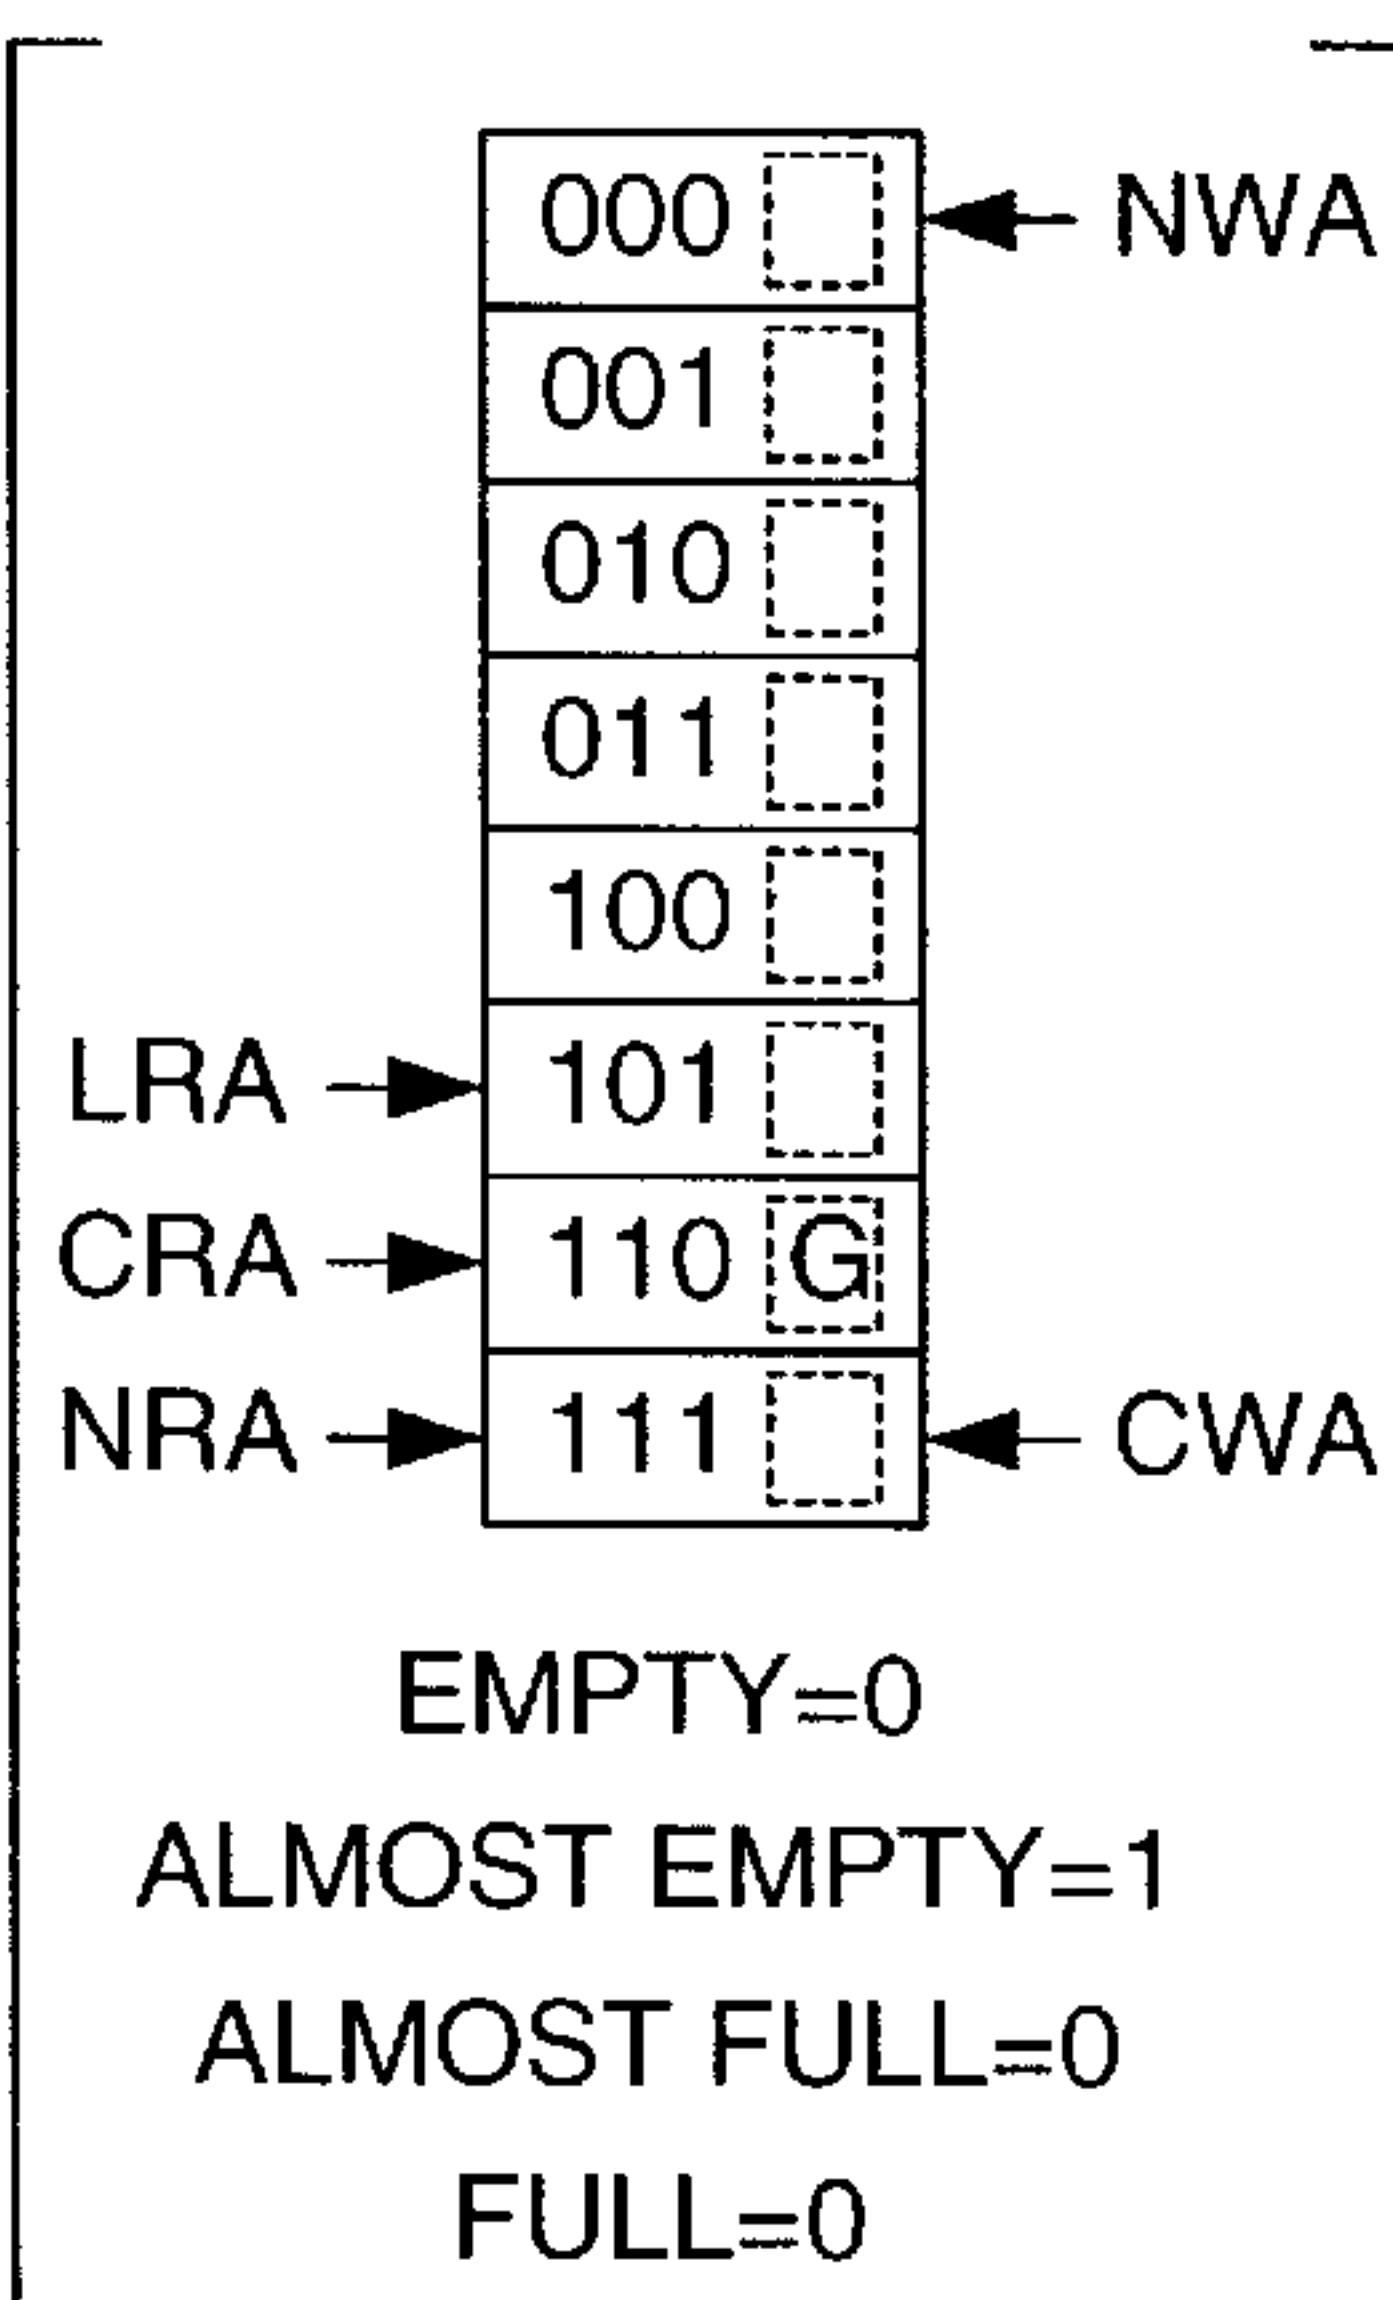 000 NWA
001
010
011
100
LRA 101
CRA 110 G
NRA 111 CWA
EMPTY=0
ALMOST EMPTY=1
ALMOST FULL=0
FULL=0